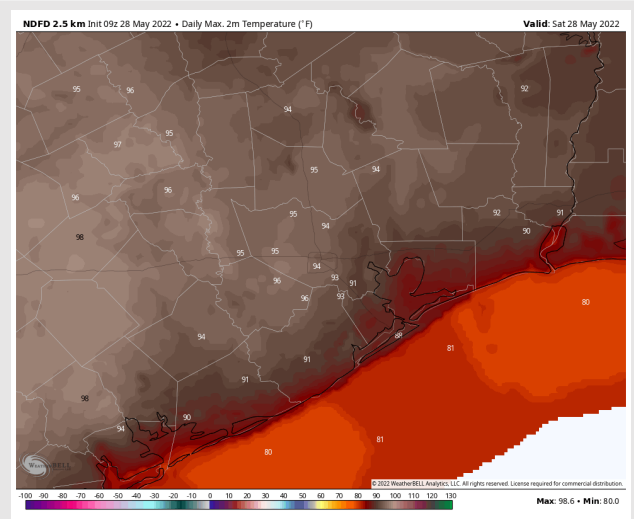 NDFD 2.5 km Init 09z 28 May 2022 • Daily Max. 2m Temperature (°F)
Valid: Sat 28 May 2022
95 96 94 92
97 95
95 94
96 96
98 95 94 92 91
90
95 95
94
96 93 91
96 93
80
94 88
81
91
91
98
90
94
81
80
WeatherBELL
© 2022 WeatherBELL Analytics, LLC. All rights reserved. License required for commercial distribution.
-100 -90 -80 -70 -60 -50 -40 -30 -20 -10 0 10 20 30 40 50 60 70 80 90 100 110 120 130
Max: 98.6 • Min: 80.0